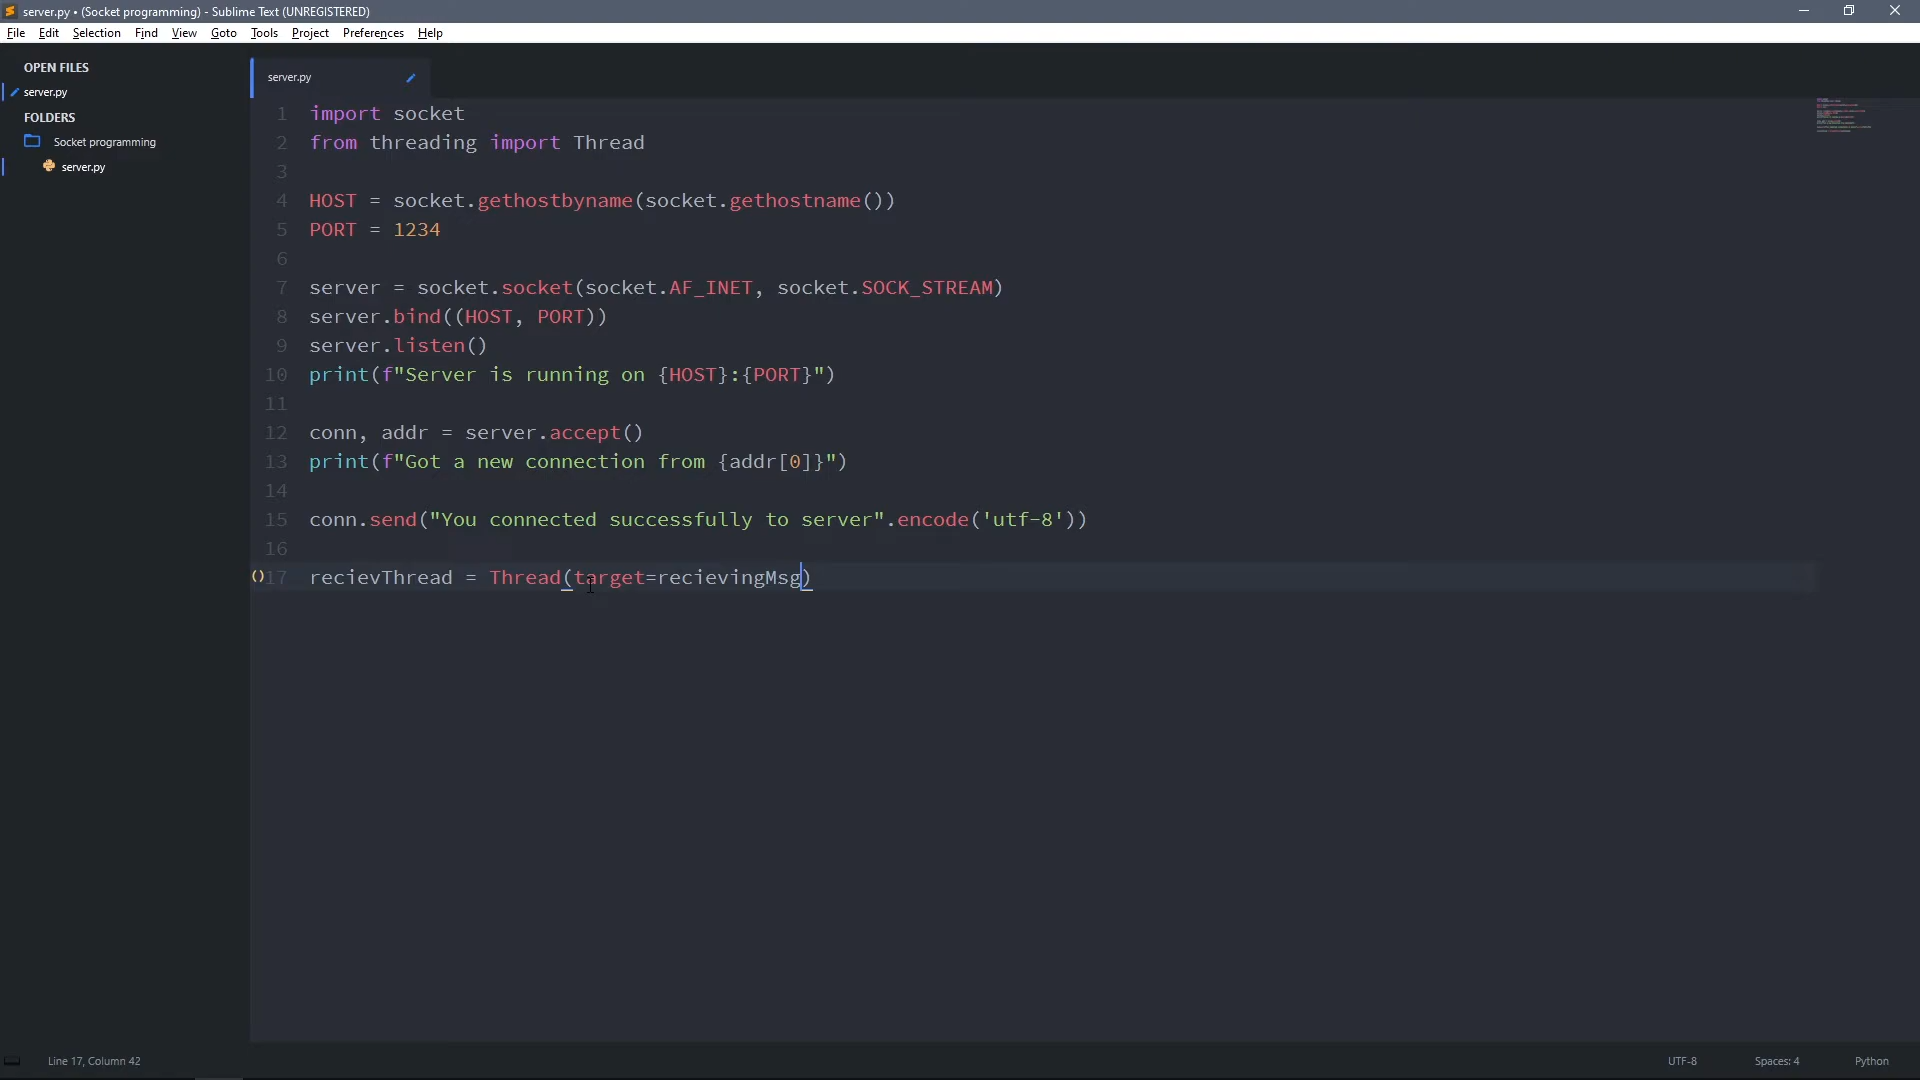 server.py • (Socket programming) - Sublime Text (UNREGISTERED)
File Edit Selection Find View Goto Tools Project Preferences Help
OPEN FILES
server.py
FOLDERS
Socket programming
server.py
server.py
1 import socket
2 from threading import Thread
3
4 HOST = socket.gethostbyname(socket.gethostname())
5 PORT = 1234
6
7 server = socket.socket(socket.AF_INET, socket.SOCK_STREAM)
8 server.bind((HOST, PORT))
9 server.listen()
10 print(f"Server is running on {HOST}:{PORT}")
11
12 conn, addr = server.accept()
13 print(f"Got a new connection from {addr[0]}")
14
15 conn.send("You connected successfully to server".encode('utf-8'))
16
17 recievThread = Thread(target=recievingMsg)
Line 17, Column 42
UTF-8 Spaces: 4 Python